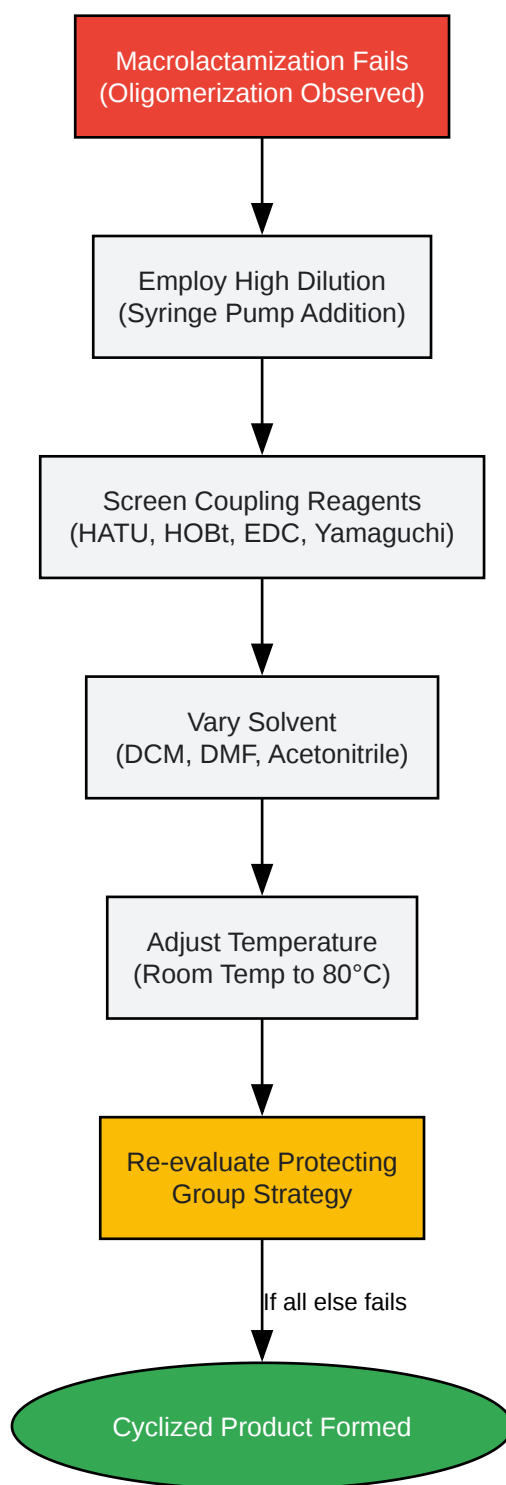 Macrolactamization Fails
(Oligomerization Observed)
Employ High Dilution
(Syringe Pump Addition)
Screen Coupling Reagents
(HATU, HOBt, EDC, Yamaguchi)
Vary Solvent
(DCM, DMF, Acetonitrile)
Adjust Temperature
(Room Temp to 80°C)
Re-evaluate Protecting
Group Strategy
If all else fails
Cyclized Product Formed